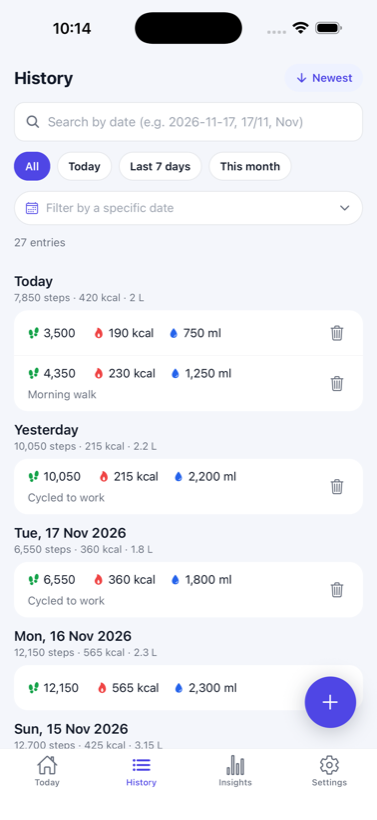 10:14
History
↓ Newest
Search by date (e.g. 2026-11-17, 17/11, Nov)
All Today Last 7 days This month
Filter by a specific date
27 entries
Today
7,850 steps · 420 kcal · 2 L
3,500 190 kcal 750 ml
4,350 230 kcal 1,250 ml
Morning walk
Yesterday
10,050 steps · 215 kcal · 2.2 L
10,050 215 kcal 2,200 ml
Cycled to work
Tue, 17 Nov 2026
6,550 steps · 360 kcal · 1.8 L
6,550 360 kcal 1,800 ml
Cycled to work
Mon, 16 Nov 2026
12,150 steps · 565 kcal · 2.3 L
12,150 565 kcal 2,300 ml
Sun, 15 Nov 2026
12,700 steps · 425 kcal · 3.15 L
Today History Insights Settings